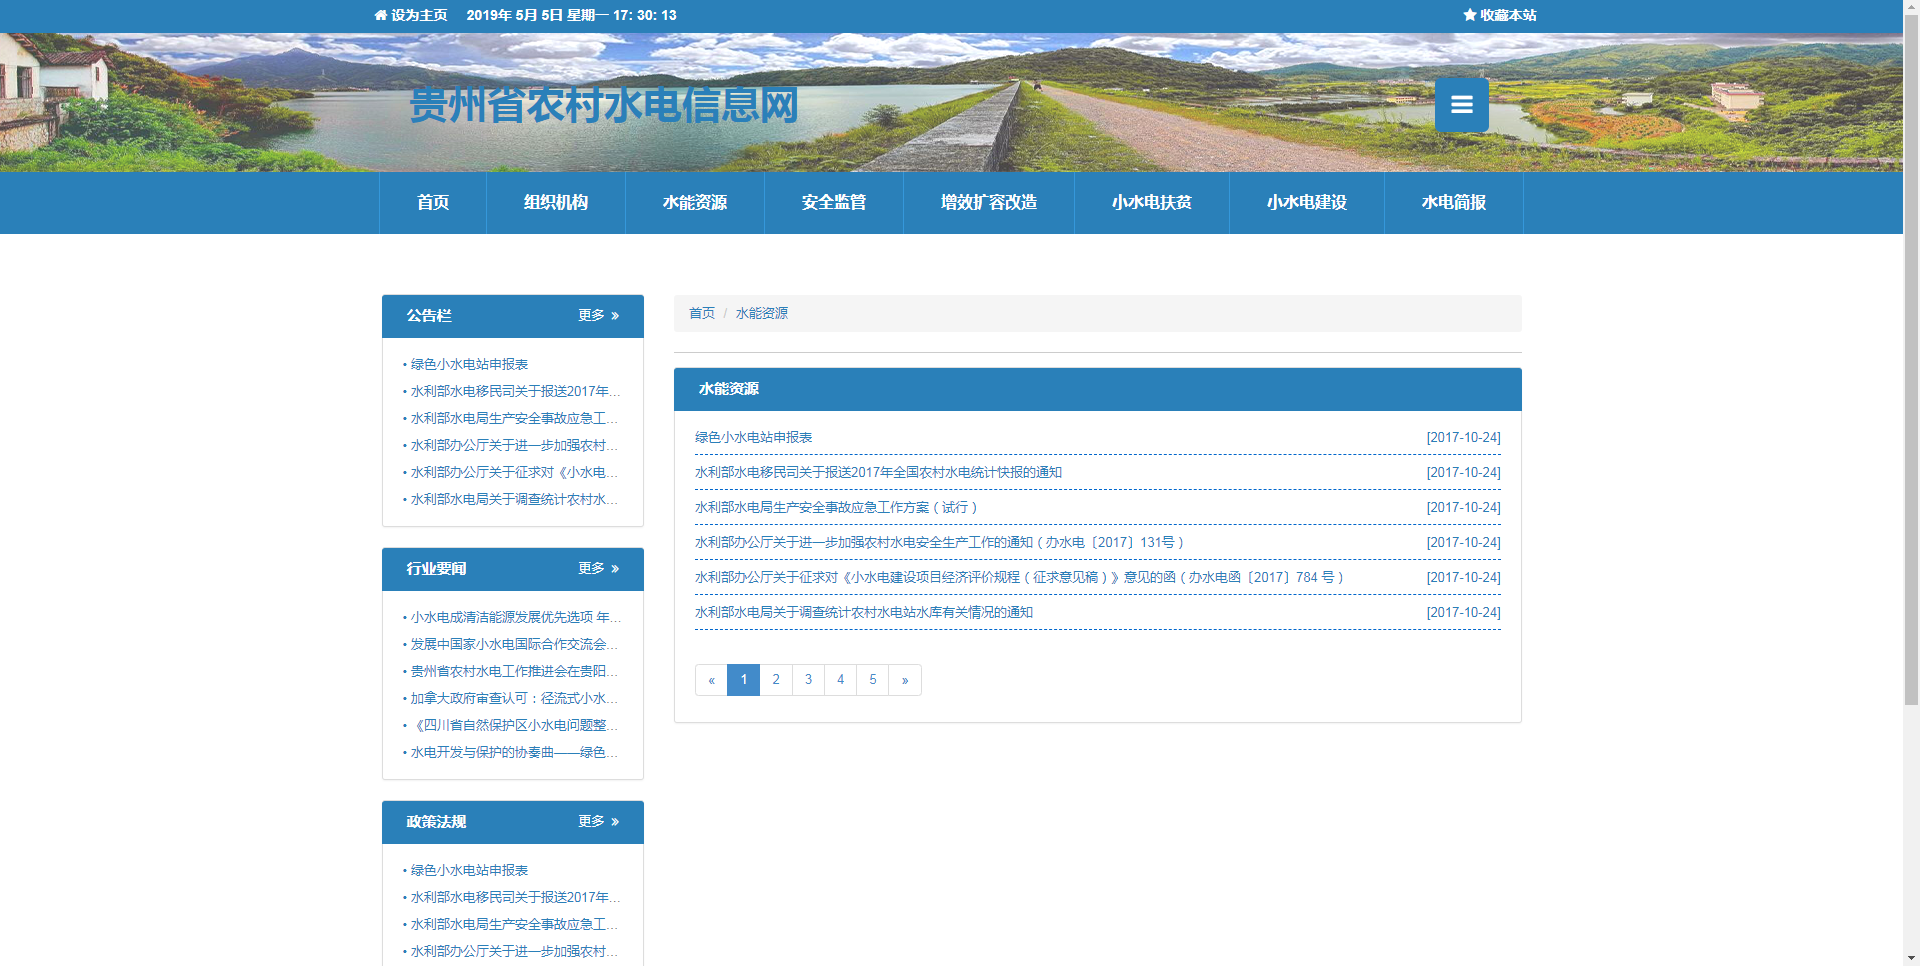 设为主页 2019年 5月 5日 星期一 17: 30: 13 收藏本站
贵州省农村水电信息网
首页 组织机构 水能资源 安全监管 增效扩容改造 小水电扶贫 小水电建设 水电简报
公告栏 更多 »
• 绿色小水电站申报表
• 水利部水电移民司关于报送2017年...
• 水利部水电局生产安全事故应急工...
• 水利部办公厅关于进一步加强农村...
• 水利部办公厅关于征求对《小水电...
• 水利部水电局关于调查统计农村水...
行业要闻 更多 »
• 小水电成清洁能源发展优先选项 年...
• 发展中国家小水电国际合作交流会...
• 贵州省农村水电工作推进会在贵阳...
• 加拿大政府审查认可：径流式小水...
• 《四川省自然保护区小水电问题整...
• 水电开发与保护的协奏曲——绿色...
政策法规 更多 »
• 绿色小水电站申报表
• 水利部水电移民司关于报送2017年...
• 水利部水电局生产安全事故应急工...
• 水利部办公厅关于进一步加强农村...
首页 / 水能资源
水能资源
绿色小水电站申报表 [2017-10-24]
水利部水电移民司关于报送2017年全国农村水电统计快报的通知 [2017-10-24]
水利部水电局生产安全事故应急工作方案（试行） [2017-10-24]
水利部办公厅关于进一步加强农村水电安全生产工作的通知（办水电〔2017〕131号） [2017-10-24]
水利部办公厅关于征求对《小水电建设项目经济评价规程（征求意见稿）》意见的函（办水电函〔2017〕784 号） [2017-10-24]
水利部水电局关于调查统计农村水电站水库有关情况的通知 [2017-10-24]
« 1 2 3 4 5 »